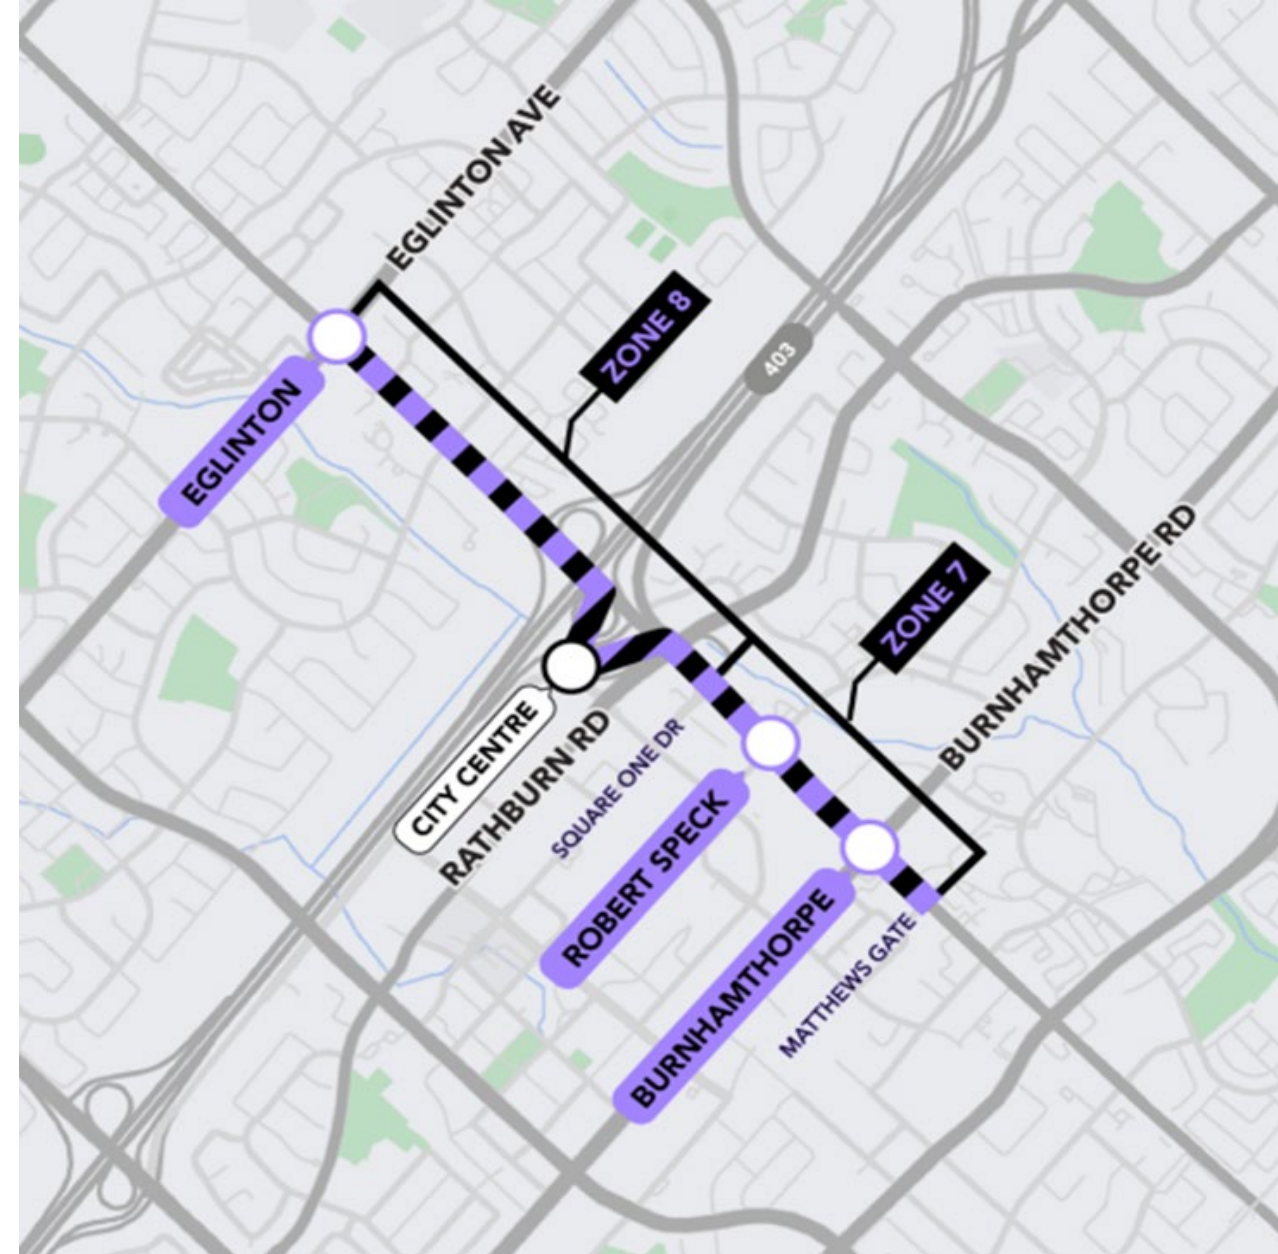 EGLINTON AVE
ZONE 8
403
EGLINTON
ZONE 7
BURNHAMTHORPE RD
CITY CENTRE
RATHBURN RD
SQUARE ONE DR
ROBERT SPECK
BURNHAMTHORPE
MATTHEWS GATE